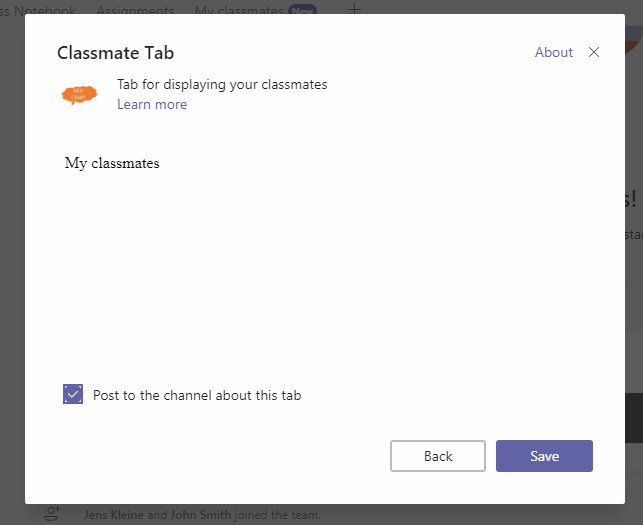 ss Notebook Assignments My classmates New +
Classmate Tab
About
DEV
CAMP
Tab for displaying your classmates
Learn more
My classmates
s!
star
Post to the channel about this tab
Back
Save
Jens Kleine and John Smith joined the team.